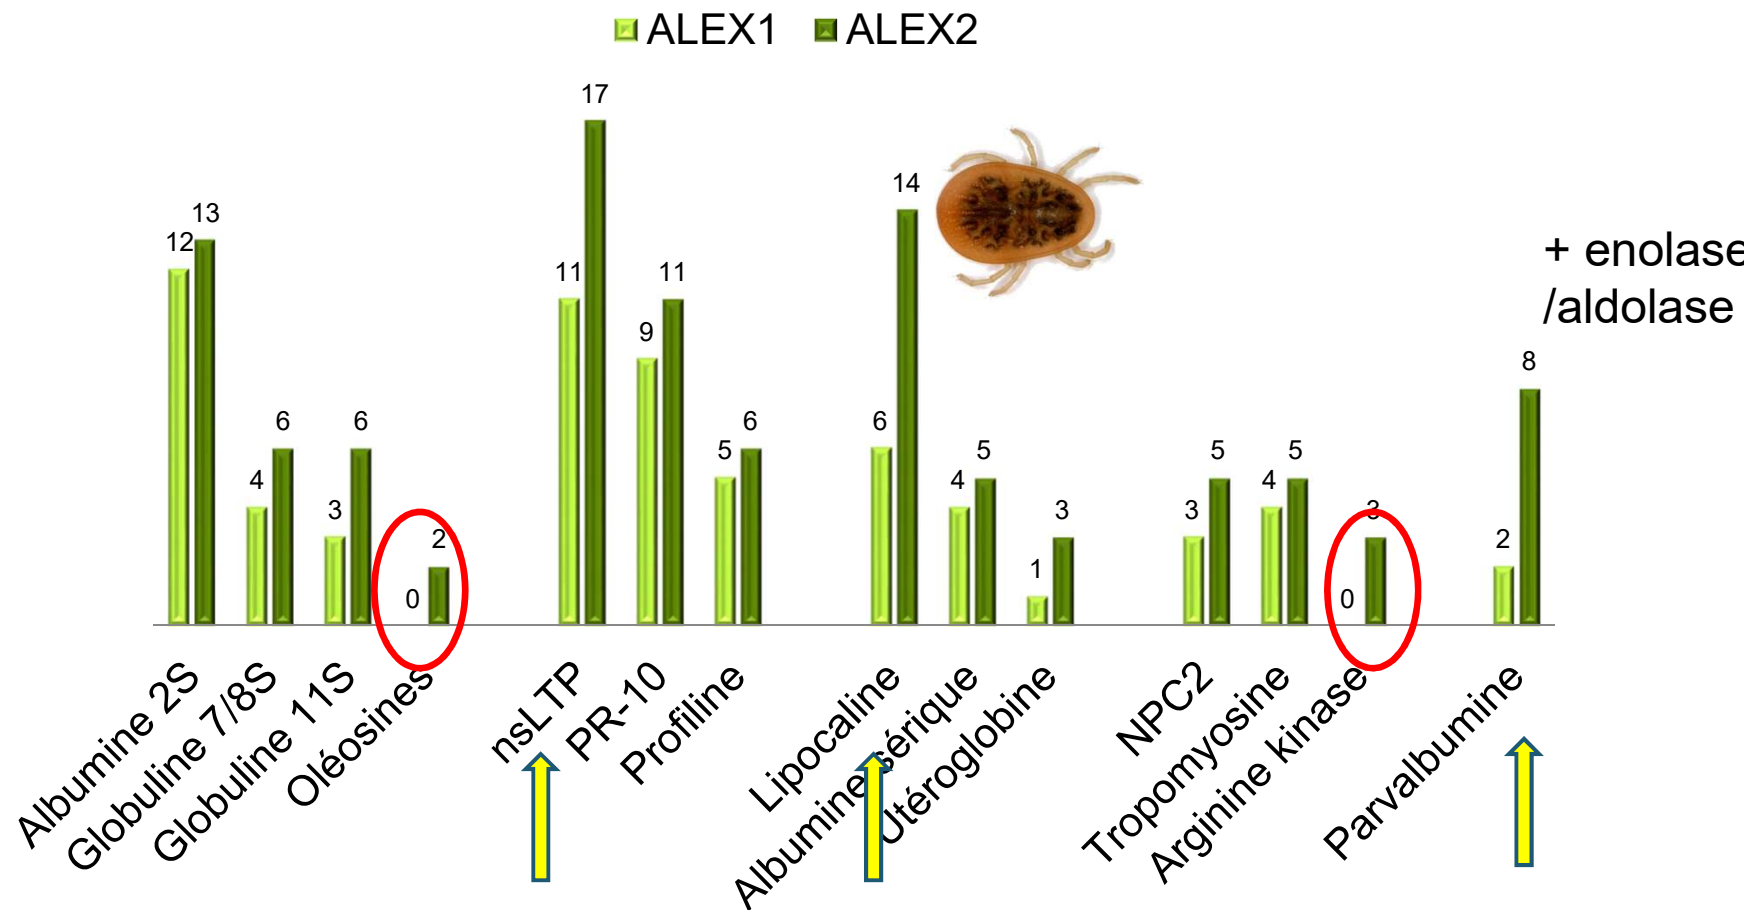 ALEX1 ALEX2
17
14
13
12
11
11
9
8
6
6
6
6
5
5
5
5
4
4
4
3
3
3
3
2
2
1
0
0
+ enolase
/aldolase
Albumine 2S
Globuline 7/8S
Globuline 11S
Oléosines
nsLTP
PR-10
Profiline
Lipocaline
Albumine sérique
Utéroglobine
NPC2
Tropomyosine
Arginine kinase
Parvalbumine